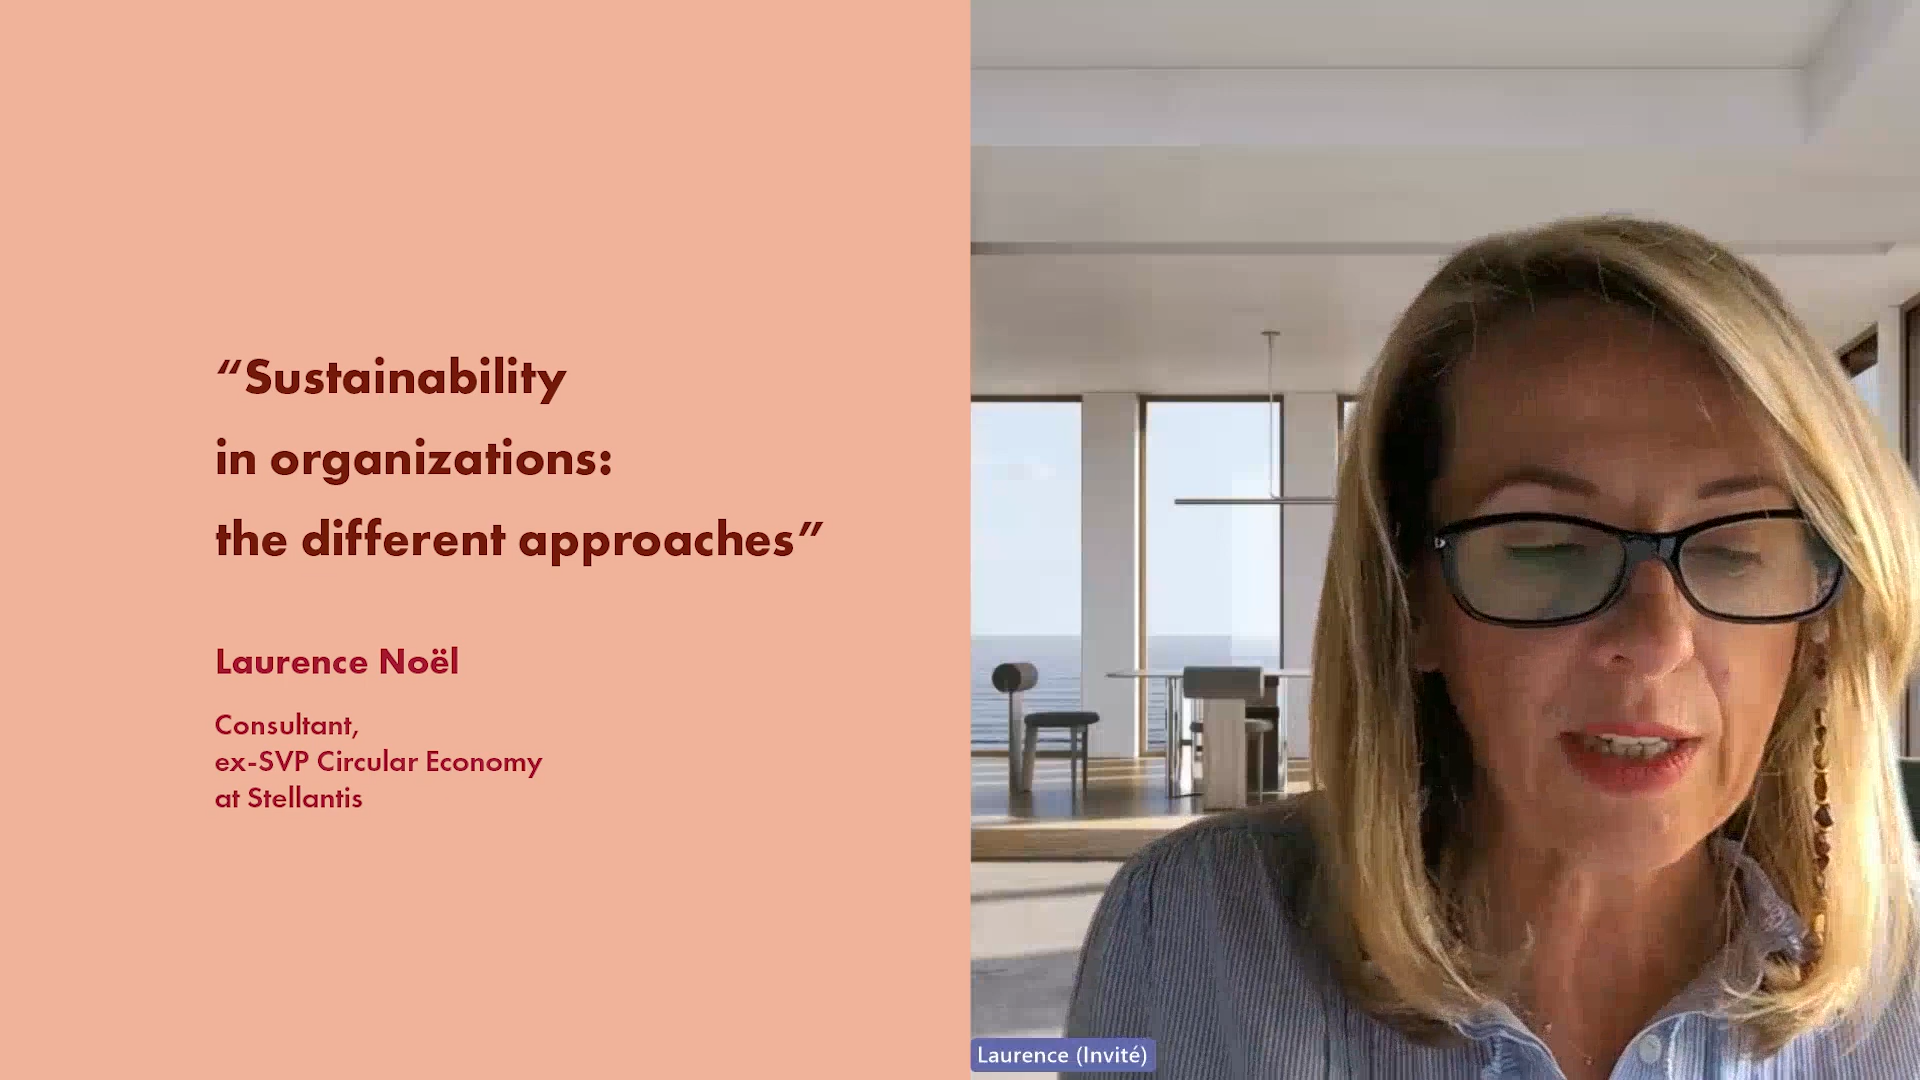 “Sustainability
in organizations:
the different approaches”
Laurence Noël
Consultant,
ex-SVP Circular Economy
at Stellantis
Laurence (Invité)